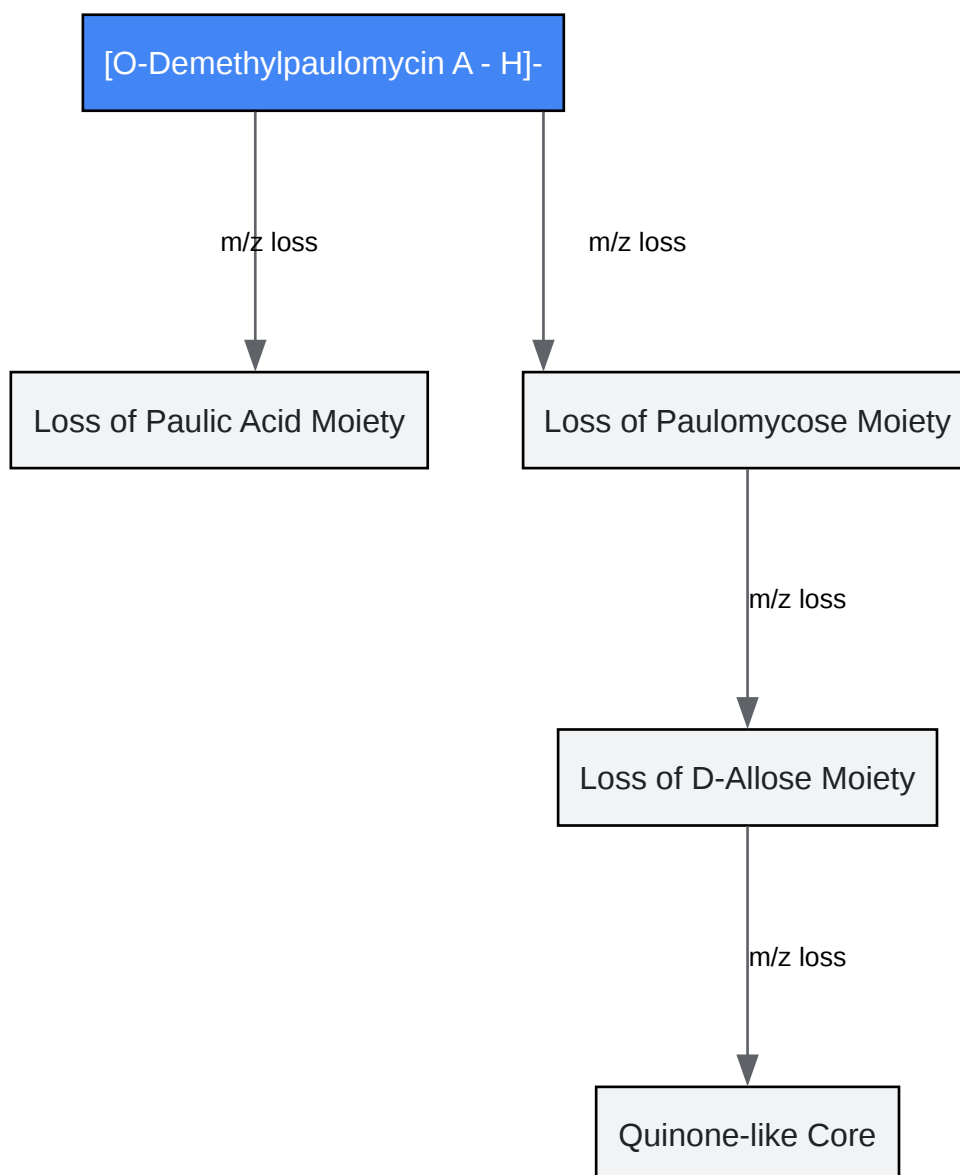 [O-Demethylpaulomycin A - H]-
m/z loss
m/z loss
Loss of Paulic Acid Moiety
Loss of Paulomycose Moiety
m/z loss
Loss of D-Allose Moiety
m/z loss
Quinone-like Core